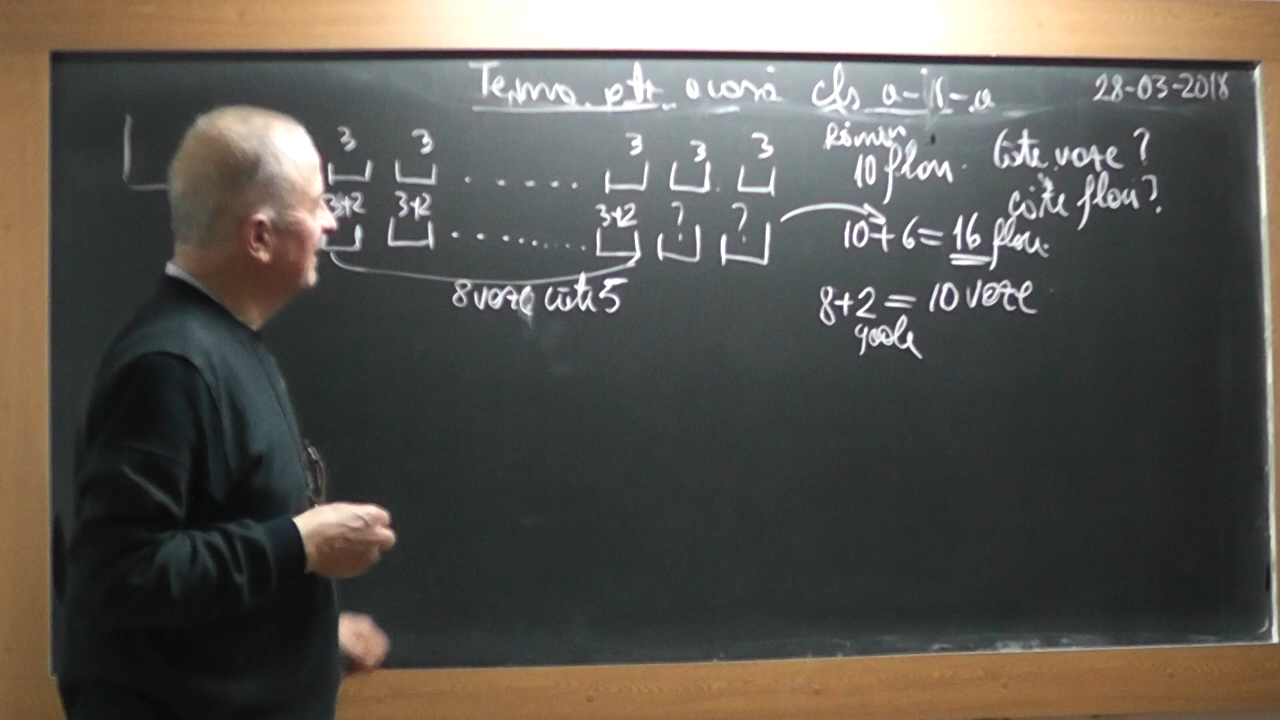 Tema ptr acasă cls a-II-a 28-03-2018
3 3 . . . . . . 3 3 3
Rămân
10 flori. Câte vaze?
câte flori?
3+2 3+2 . . . . . . . . . 3+2 ? ?
10+6=16 flori.
8 vaze câte 5
8+2=10 vaze
goale